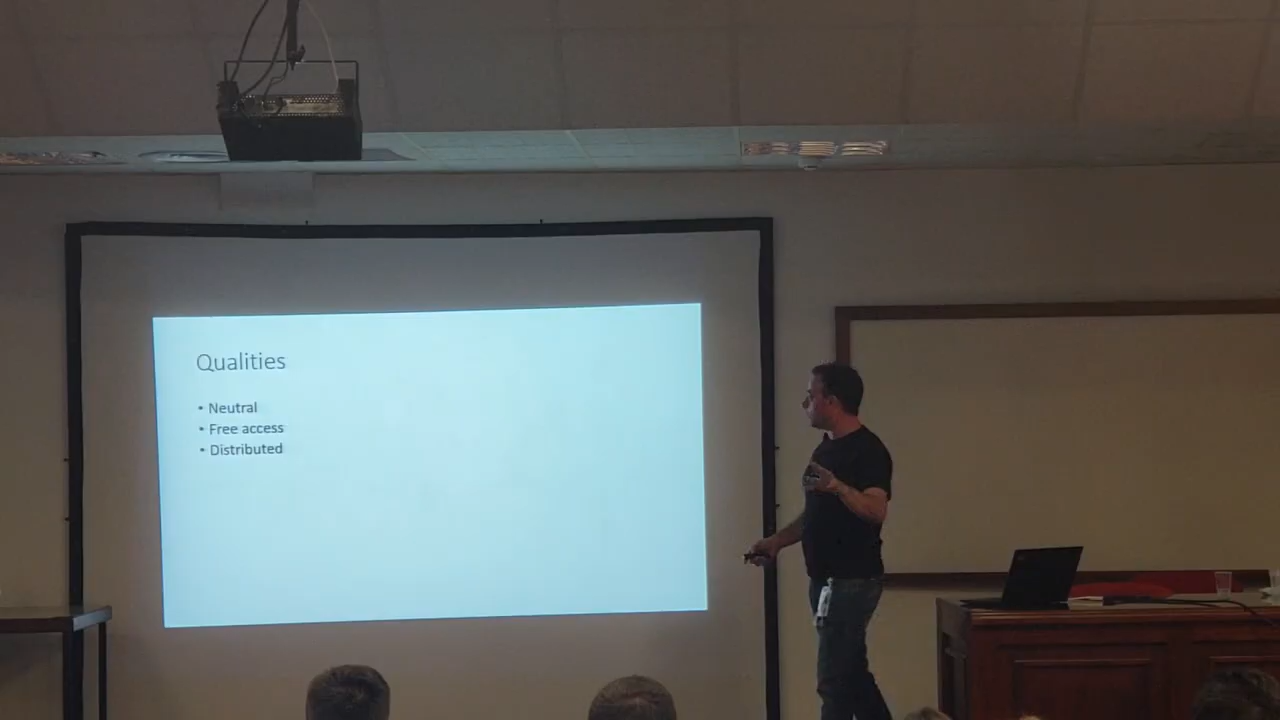 Qualities
• Neutral
• Free access
• Distributed